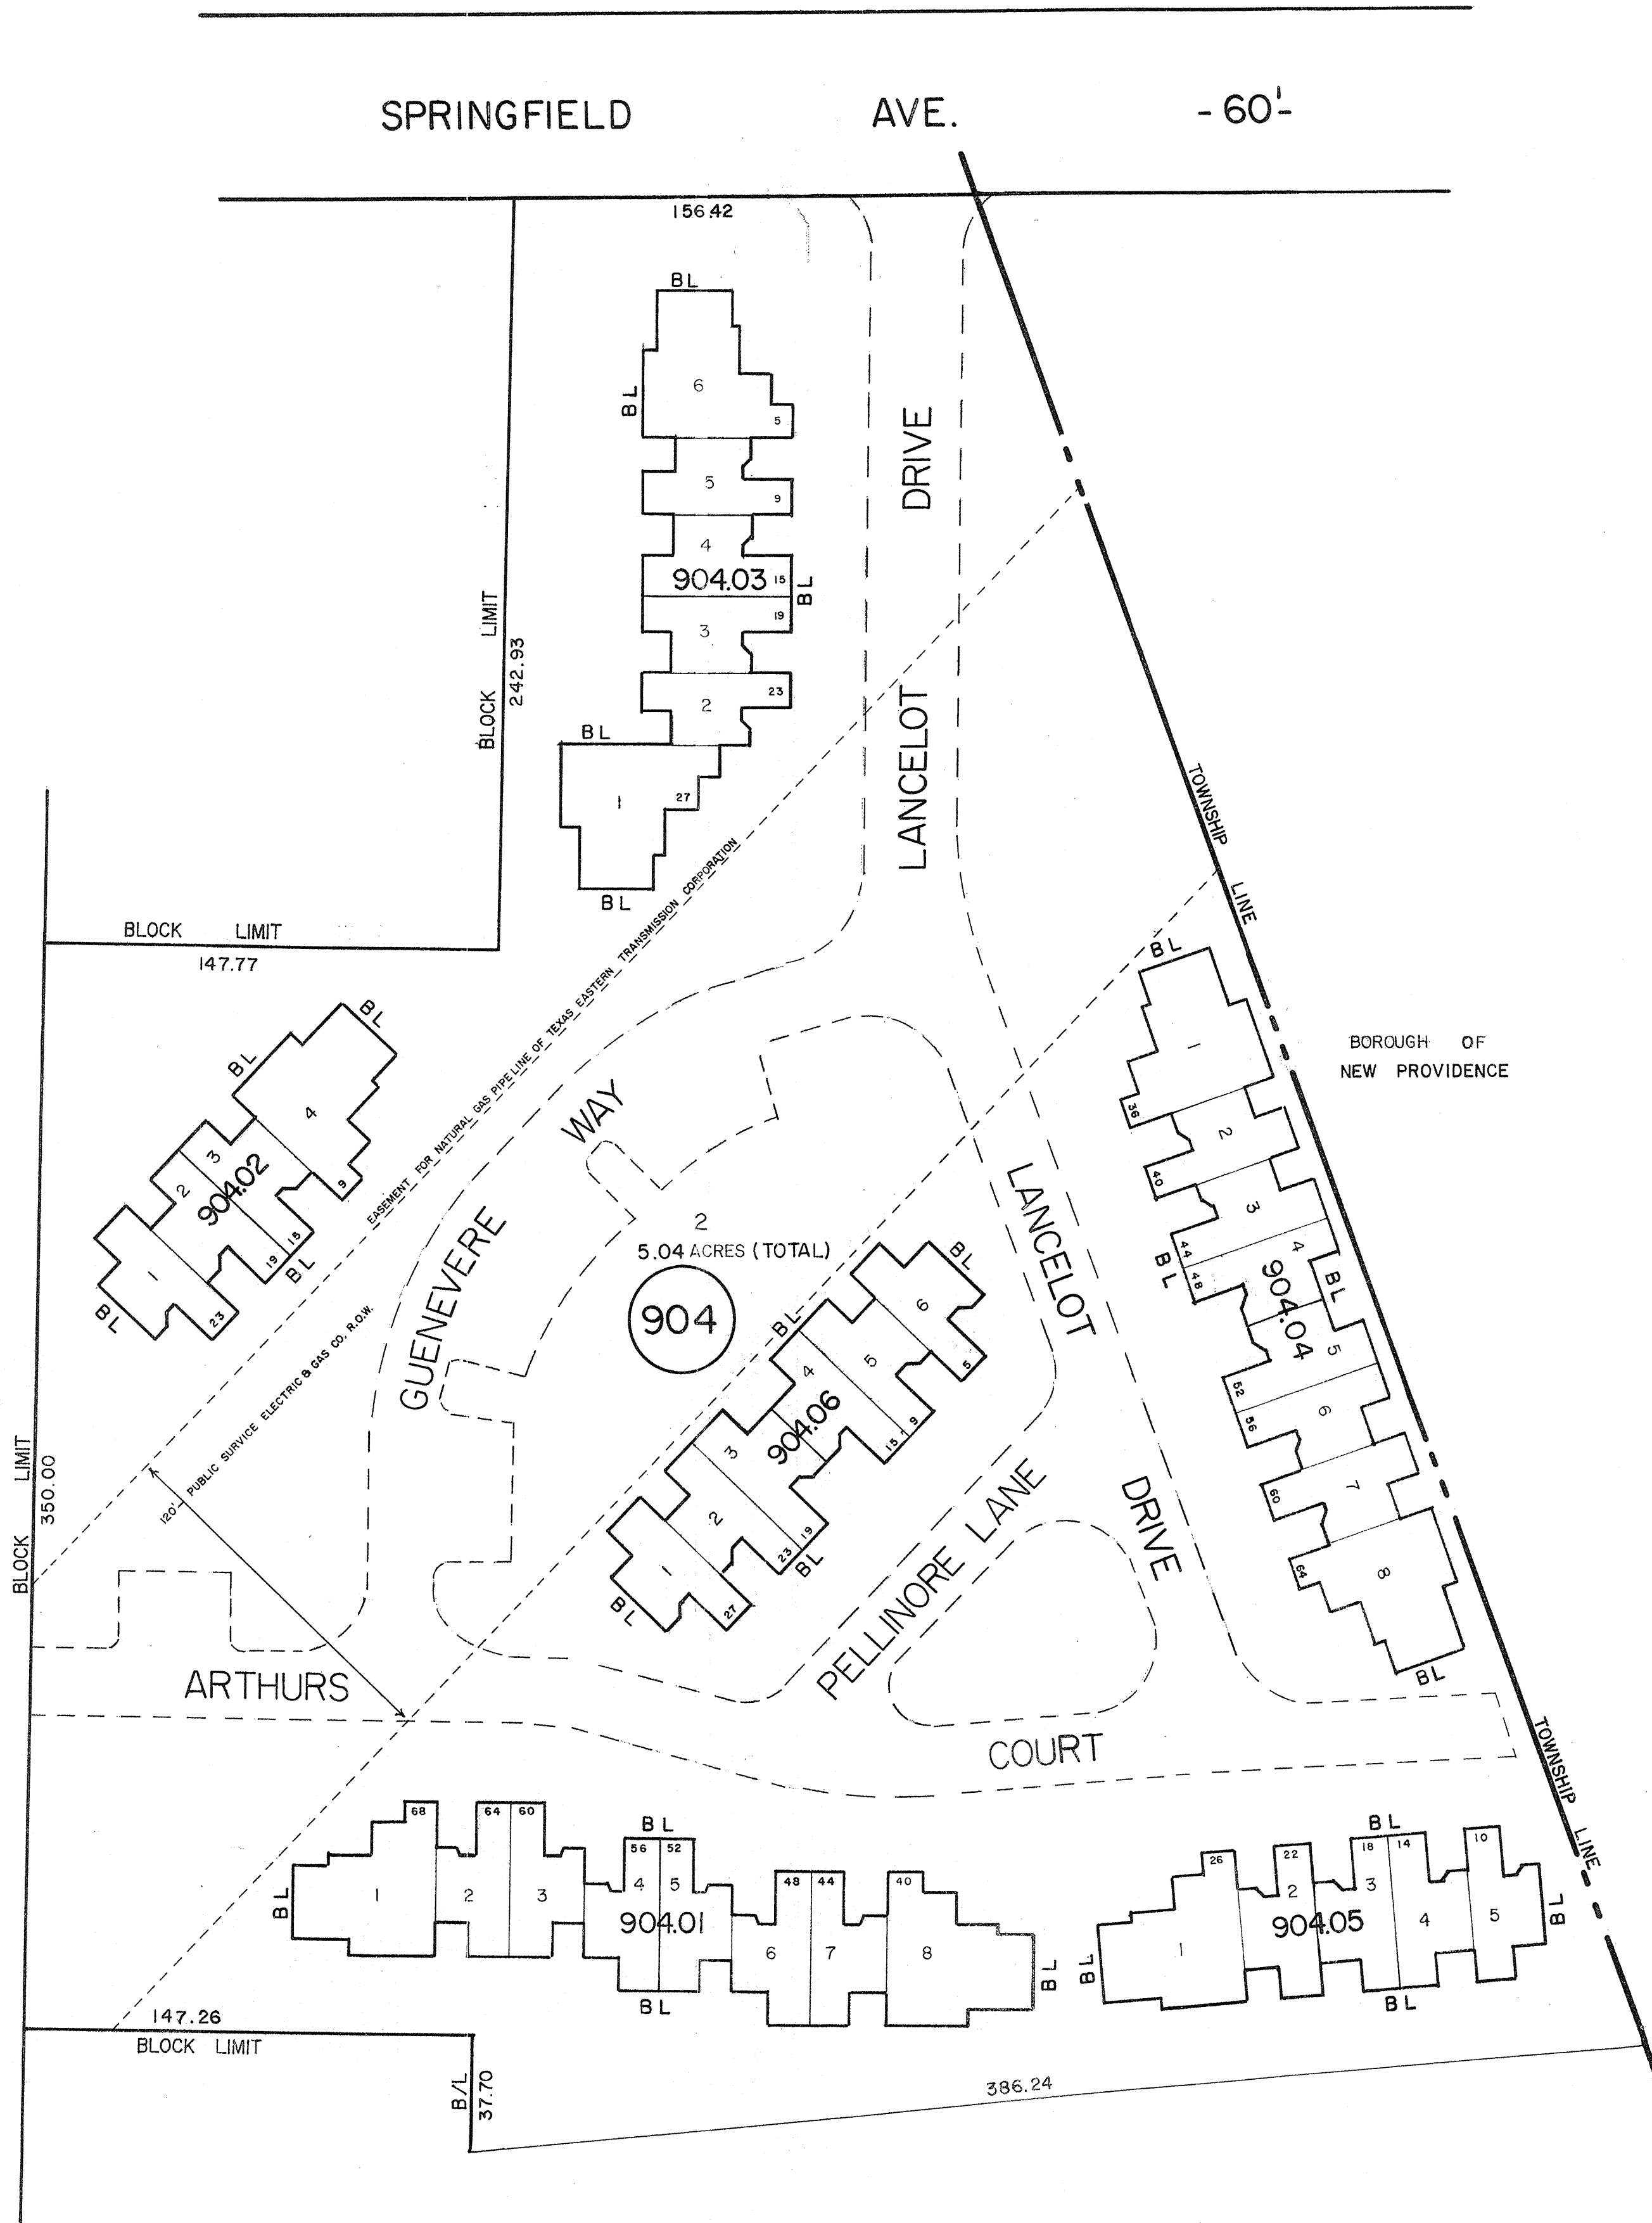 SPRINGFIELD AVE. -60'-
156.42
BL
BL
6
5
5
9
4
904.03 15
BL
3
19
2
23
BL
1
27
BL
BLOCK LIMIT
242.93
DRIVE
LANCELOT
TOWNSHIP LINE
BLOCK LIMIT
147.77
BL
BL
4
9
3
904.02
2
15
19
BL
1
23
BL
EASEMENT FOR NATURAL GAS PIPE LINE OF TEXAS EASTERN TRANSMISSION CORPORATION
120' PUBLIC SURVICE ELECTRIC & GAS CO. R.O.W.
GUENEVERE WAY
2
5.04 ACRES (TOTAL)
904
BL
BL
6
5
5
9
4
904.06
15
3
19
2
23
BL
1
27
BL
LANCELOT
DRIVE
PELLINORE LANE
BL
1
36
2
40
3
44
4
48
BL
BL
904.04
5
52
6
56
7
60
8
64
BL
BOROUGH OF
NEW PROVIDENCE
BLOCK LIMIT
350.00
ARTHURS
COURT
TOWNSHIP LINE
68 64 60
BL
56 52
48 44 40
BL
1 2 3 4 5
904.01
6 7 8
BL
BL
BL
26 22 18 14 10
BL
1 2 3 4 5
904.05
BL
BL
147.26
BLOCK LIMIT
B/L
37.70
386.24